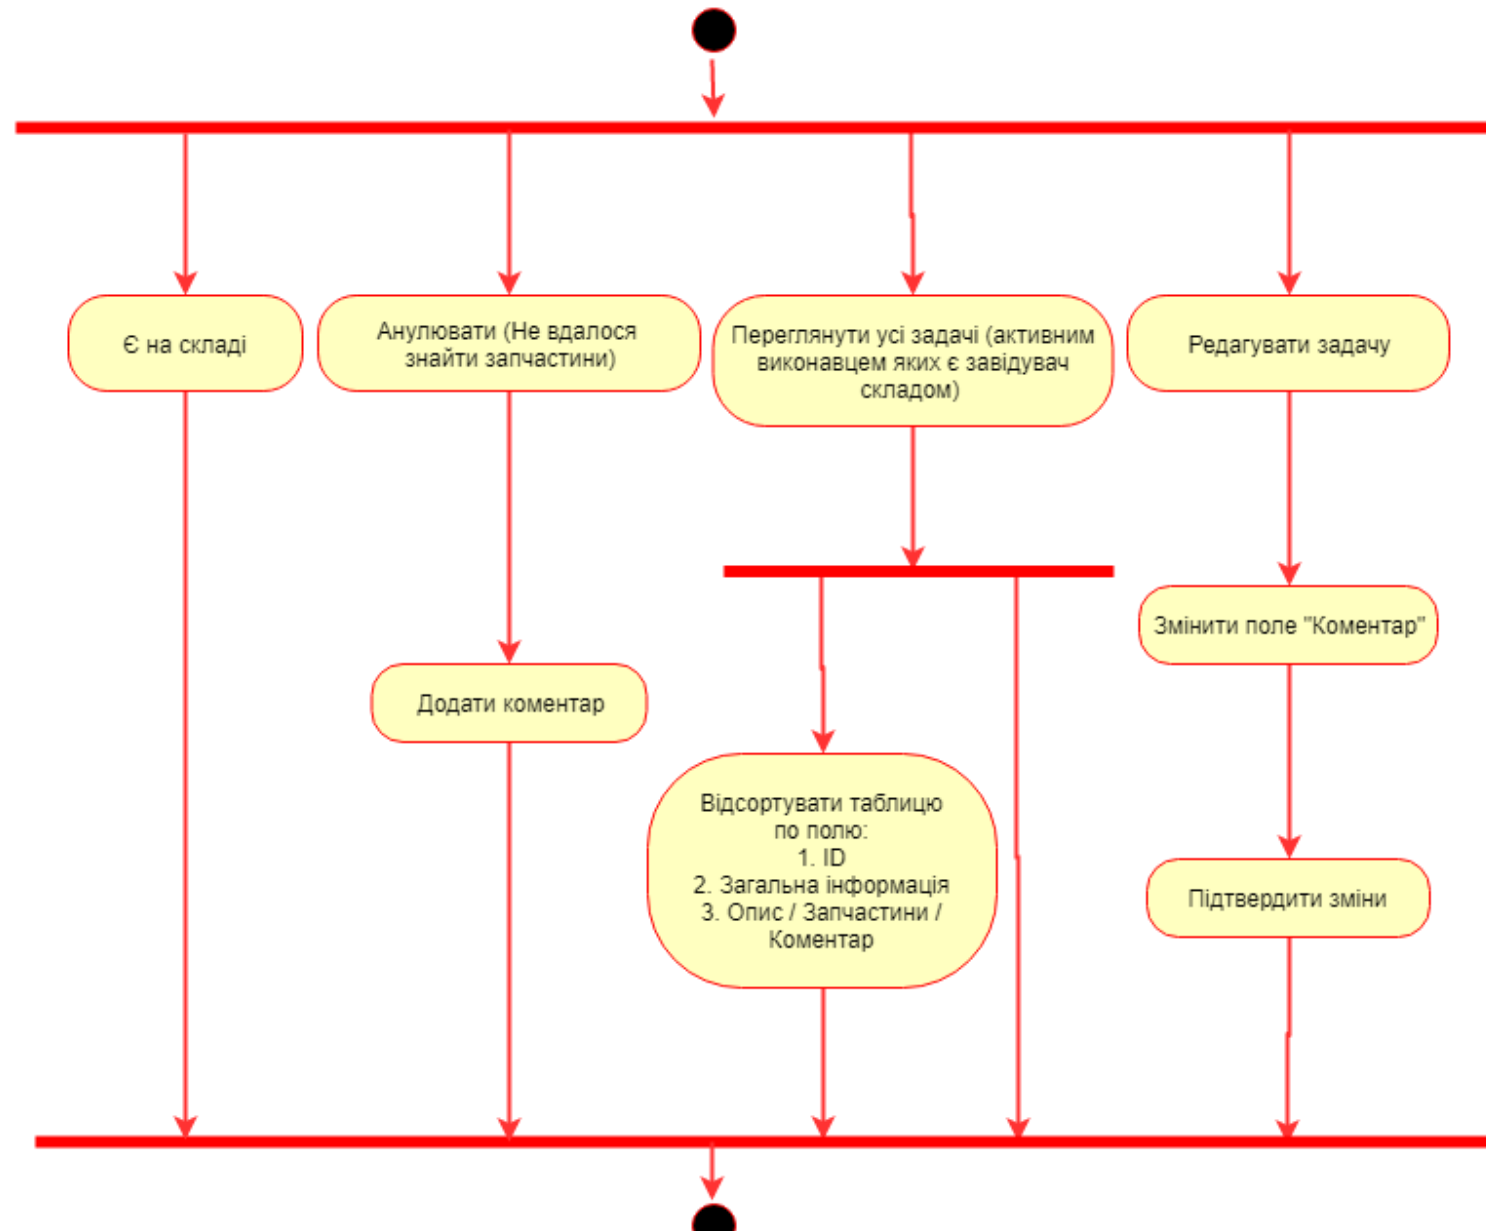 Є на складі
Анулювати (Не вдалося
знайти запчастини)
Переглянути усі задачі (активним
виконавцем яких є завідувач
складом)
Редагувати задачу
Змінити поле "Коментар"
Додати коментар
Відсортувати таблицю
по полю:
1. ID
2. Загальна інформація
3. Опис / Запчастини /
Коментар
Підтвердити зміни